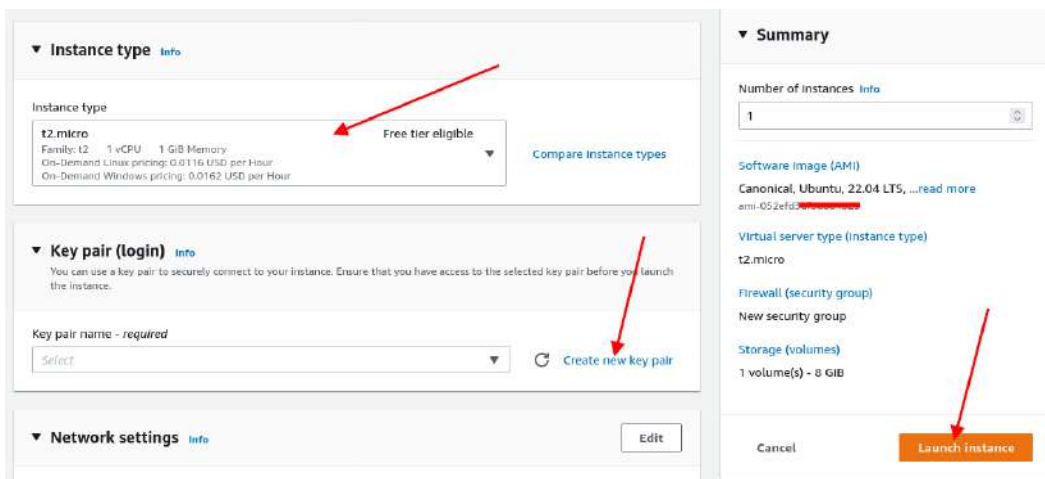 Instance type Info
Instance type
t2.micro Free tier eligible
Family: t2 1 vCPU 1 GiB Memory
On-Demand Linux pricing: 0.0116 USD per Hour
On-Demand Windows pricing: 0.0162 USD per Hour
Compare instance types
Key pair (login) Info
You can use a key pair to securely connect to your instance. Ensure that you have access to the selected key pair before you launch
the instance.
Key pair name - required
Select
Create new key pair
Network settings Info
Edit
Summary
Number of instances Info
1
Software Image (AMI)
Canonical, Ubuntu, 22.04 LTS, ...read more
Virtual server type (instance type)
t2.micro
Firewall (security group)
New security group
Storage (volumes)
1 volume(s) - 8 GiB
Cancel
Launch instance